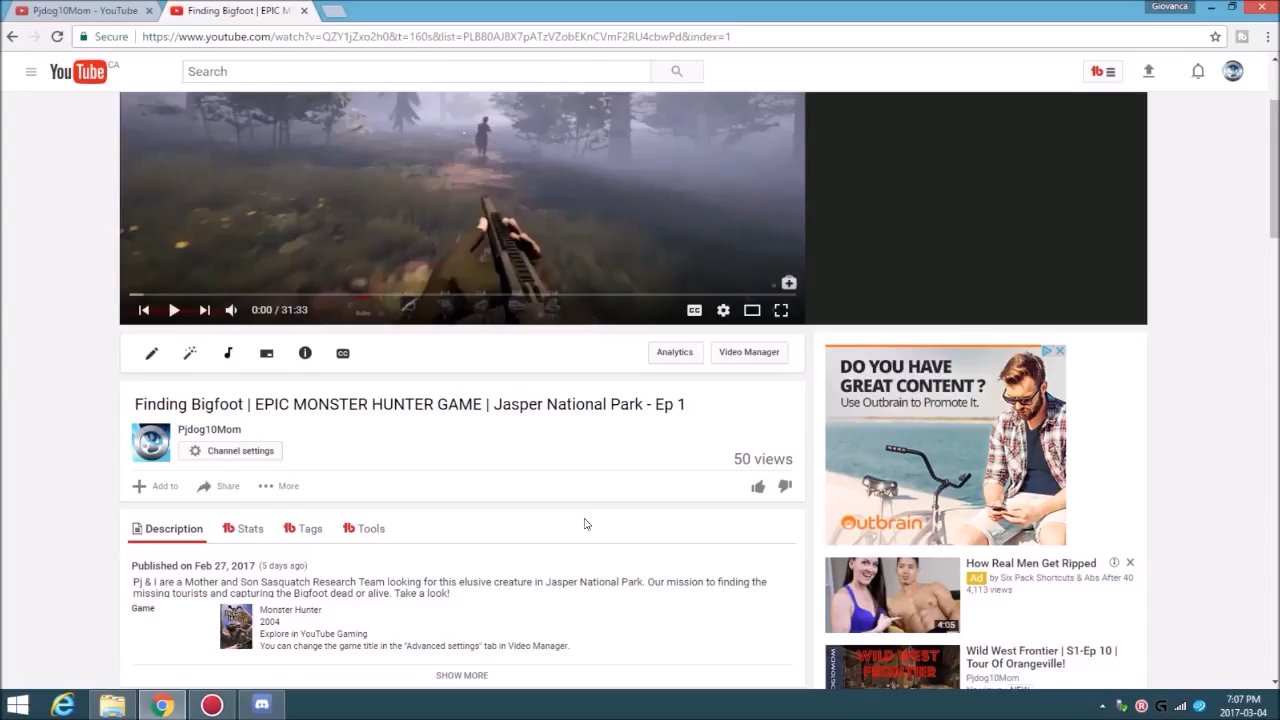 Pjdog10Mom - YouTube
Finding Bigfoot | EPIC M
Giovanca
Secure
https://www.youtube.com/watch?v=QZY1jZxo2h0&t=160s&list=PLB80AJ8X7pATzVZobEKnCVmF2RU4cbwPd&index=1
YouTube CA
Search
0:00 / 31:33
CC
CC
Analytics
Video Manager
Finding Bigfoot | EPIC MONSTER HUNTER GAME | Jasper National Park - Ep 1
Pjdog10Mom
Channel settings
50 views
Add to
Share
More
Description
Stats
Tags
Tools
Published on Feb 27, 2017 (5 days ago)
Pj & I are a Mother and Son Sasquatch Research Team looking for this elusive creature in Jasper National Park. Our mission to finding the
missing tourists and capturing the Bigfoot dead or alive. Take a look!
Game
Monster Hunter
2004
Explore in YouTube Gaming
You can change the game title in the "Advanced settings" tab in Video Manager.
SHOW MORE
DO YOU HAVE
GREAT CONTENT ?
Use Outbrain to Promote It.
Outbrain
How Real Men Get Ripped
Ad by Six Pack Shortcuts & Abs After 40
4,113 views
4:05
Wild West Frontier | S1-Ep 10 |
Tour Of Orangeville!
Pjdog10Mom
NEW
WILD WEST
FRONTIER
7:07 PM
2017-03-04